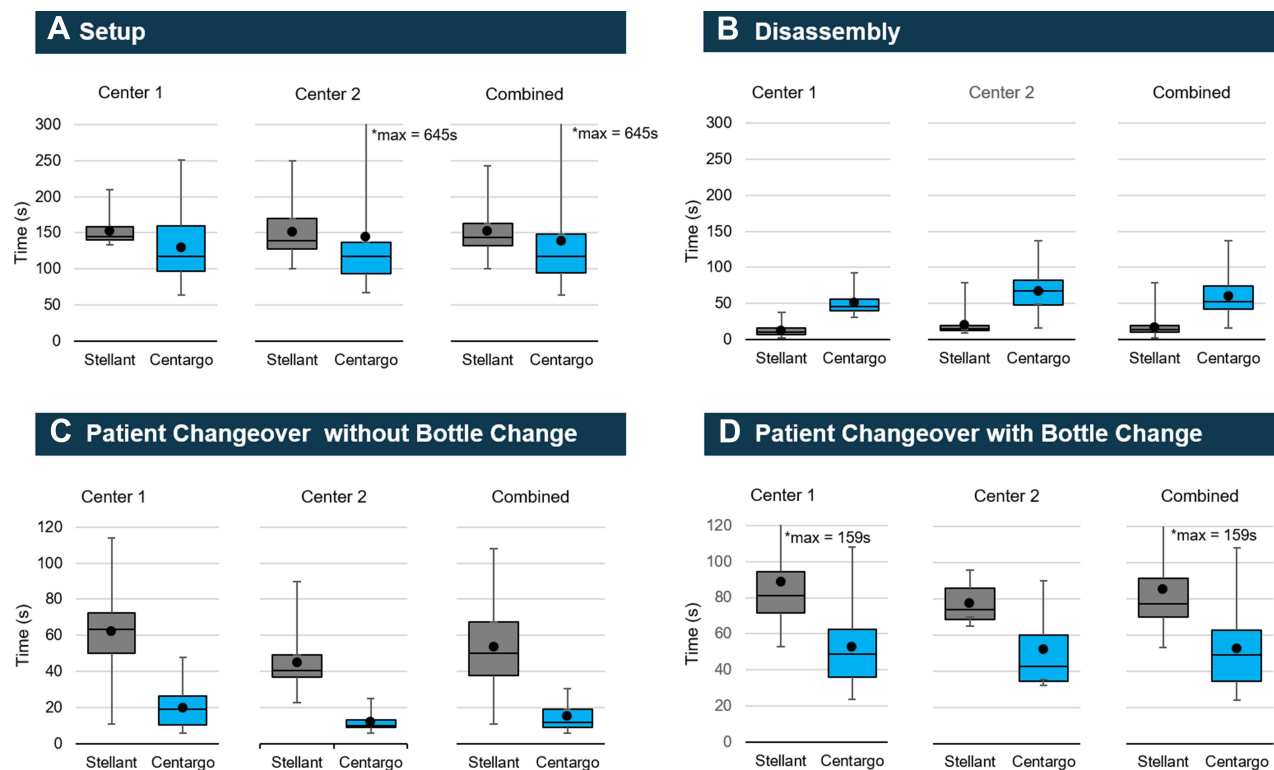 A Setup
Center 1 Center 2 Combined
Time (s)
300
250
200
150
100
50
0
*max = 645s *max = 645s
Stellant Centargo Stellant Centargo Stellant Centargo
B Disassembly
Center 1 Center 2 Combined
Time (s)
300
250
200
150
100
50
0
Stellant Centargo Stellant Centargo Stellant Centargo
C Patient Changeover without Bottle Change
Center 1 Center 2 Combined
Time (s)
120
100
80
60
40
20
0
Stellant Centargo Stellant Centargo Stellant Centargo
D Patient Changeover with Bottle Change
Center 1 Center 2 Combined
Time (s)
120
100
80
60
40
20
0
*max = 159s *max = 159s
Stellant Centargo Stellant Centargo Stellant Centargo